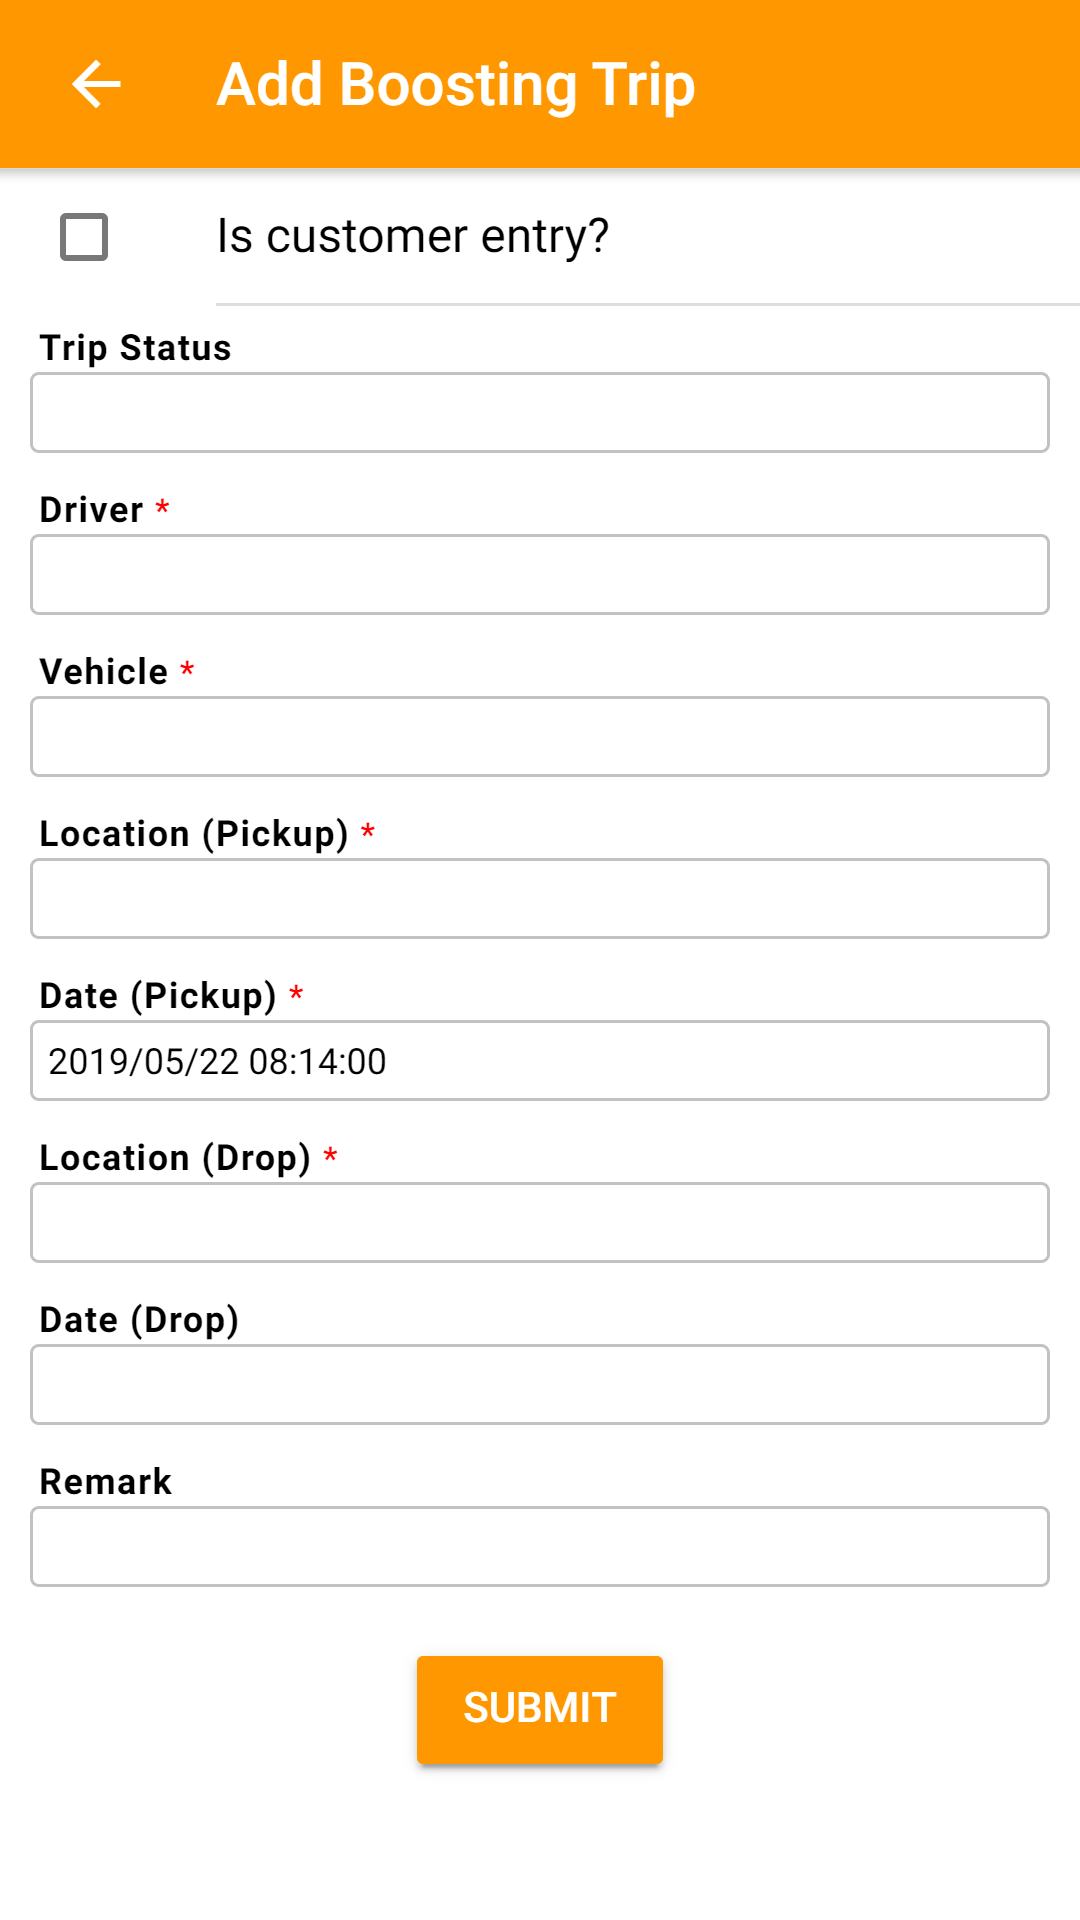 Add Boosting Trip
Is customer entry?
Trip Status
Driver *
Vehicle *
Location (Pickup) *
Date (Pickup) *
2019/05/22 08:14:00
Location (Drop) *
Date (Drop)
Remark
SUBMIT